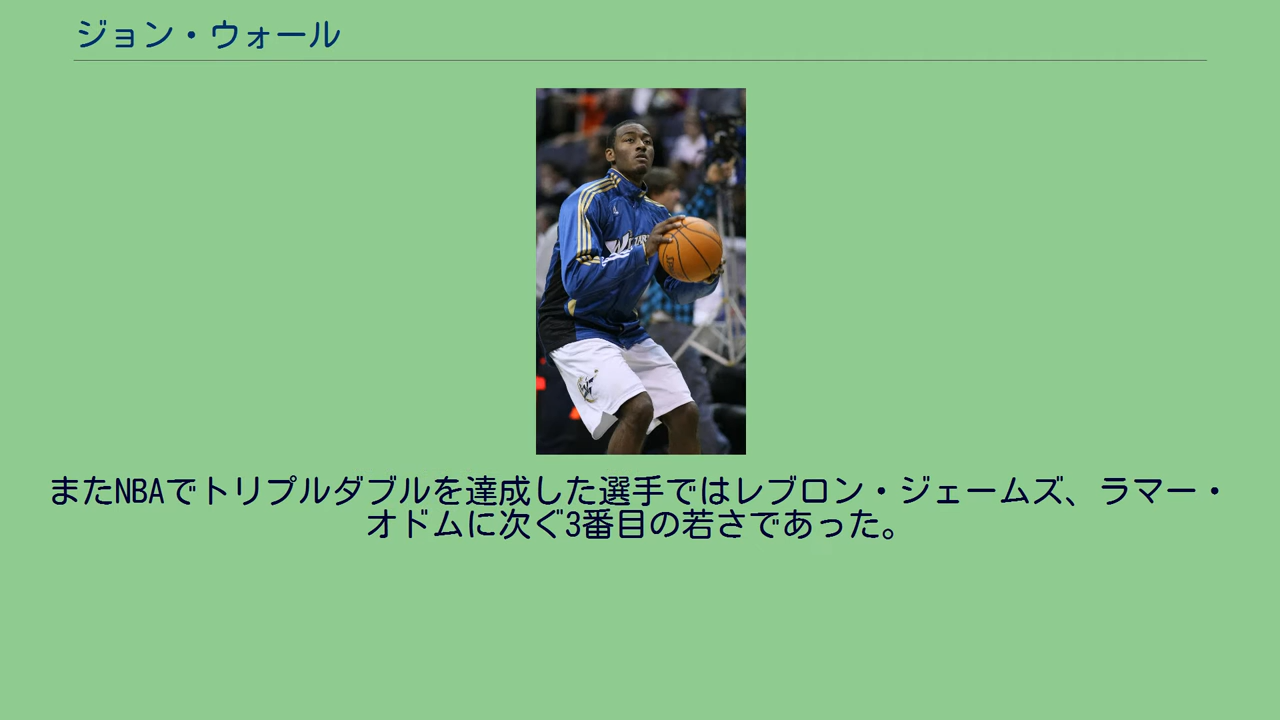 ジョン・ウォール
またNBAでトリプルダブルを達成した選手ではレブロン・ジェームズ、ラマー・
オドムに次ぐ3番目の若さであった。